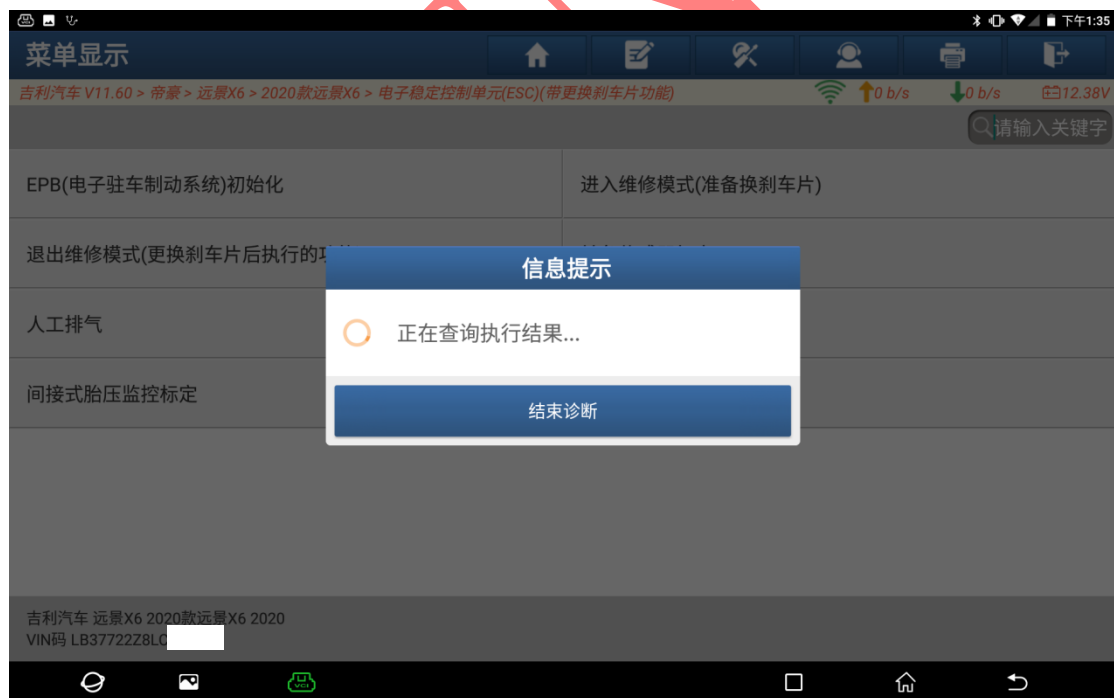 下午1:35
菜单显示
吉利汽车 V11.60 > 帝豪 > 远景X6 > 2020款远景X6 > 电子稳定控制单元(ESC)(带更换刹车片功能)
0 b/s
0 b/s
12.38V
请输入关键字
EPB(电子驻车制动系统)初始化
进入维修模式(准备换刹车片)
退出维修模式(更换刹车片后执行的
信息提示
人工排气
正在查询执行结果...
间接式胎压监控标定
结束诊断
吉利汽车 远景X6 2020款远景X6 2020
VIN码 LB37722Z8LC
VCI